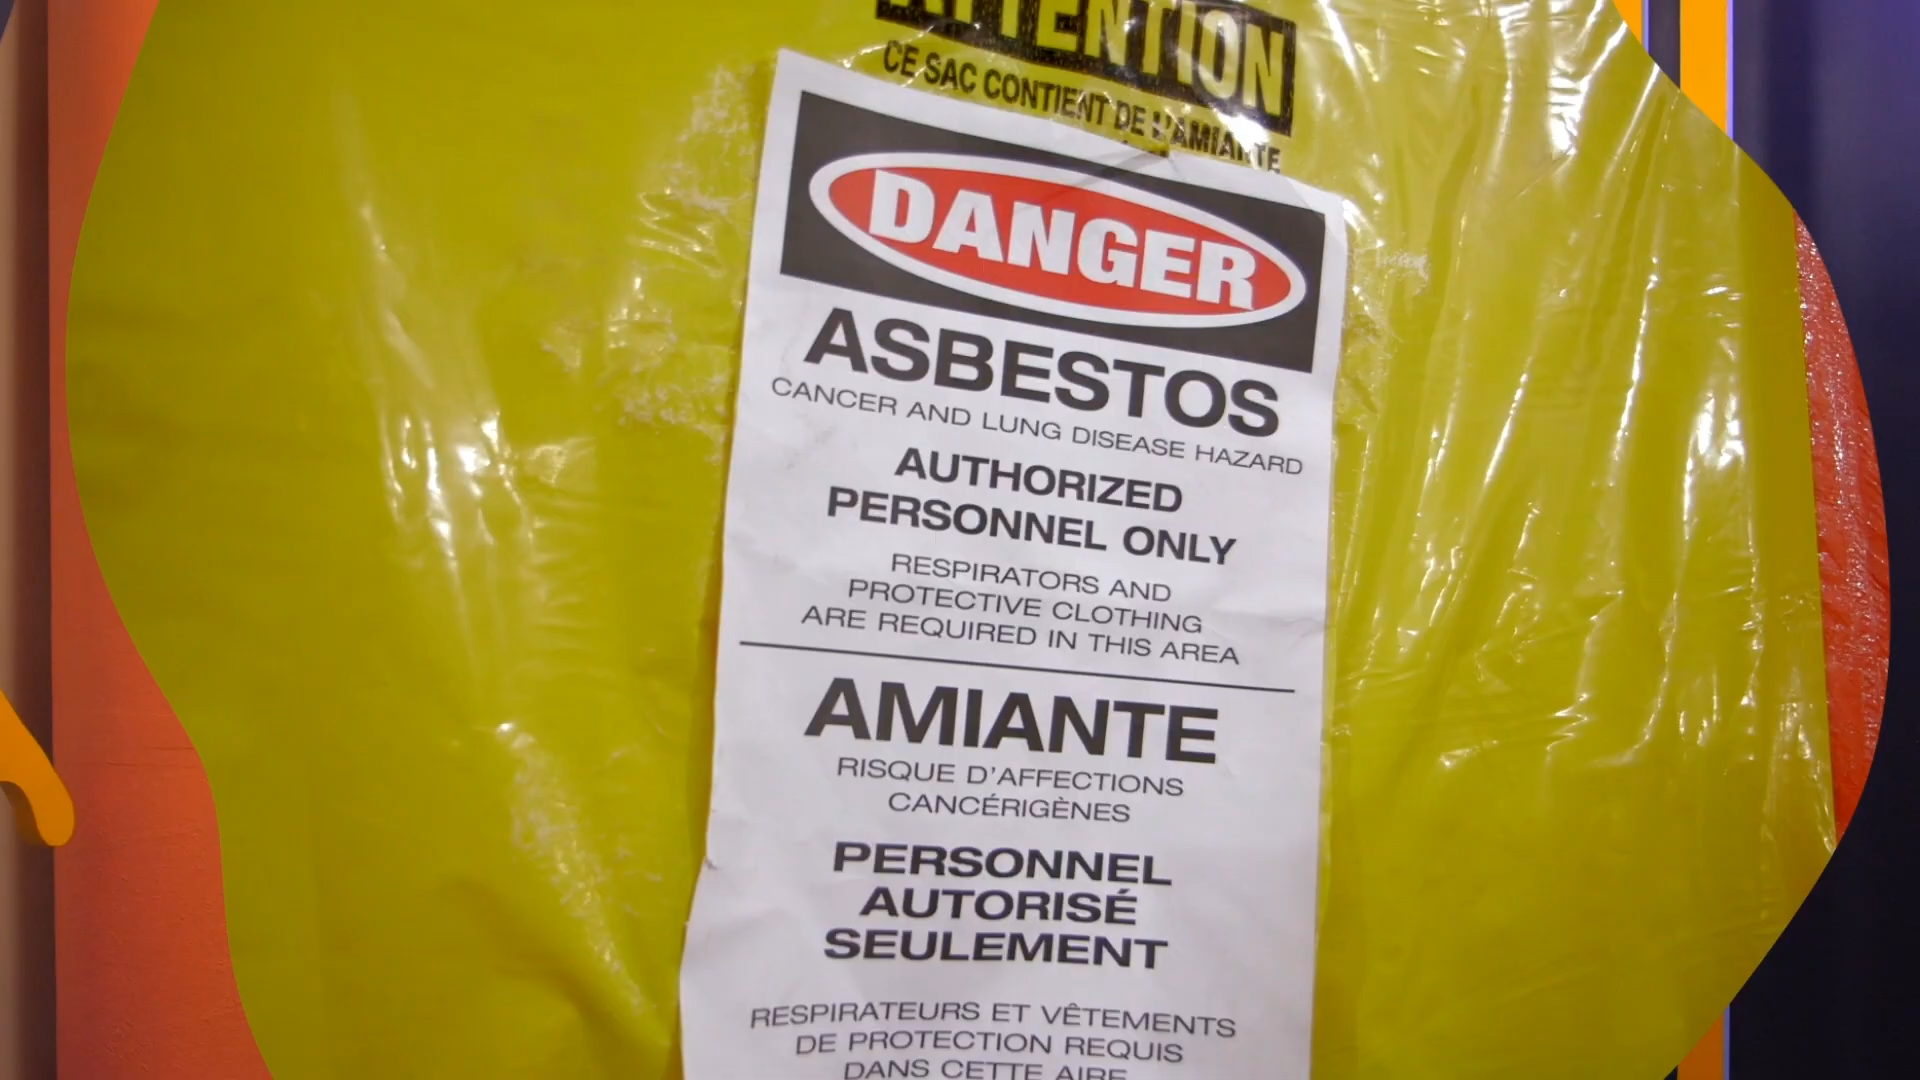 ATTENTION
CE SAC CONTIENT DE L'AMIANTE
DANGER
ASBESTOS
CANCER AND LUNG DISEASE HAZARD
AUTHORIZED
PERSONNEL ONLY
RESPIRATORS AND
PROTECTIVE CLOTHING
ARE REQUIRED IN THIS AREA
AMIANTE
RISQUE D'AFFECTIONS
CANCÉRIGÈNES
PERSONNEL
AUTORISÉ
SEULEMENT
RESPIRATEURS ET VÊTEMENTS
DE PROTECTION REQUIS
DANS CETTE AIRE